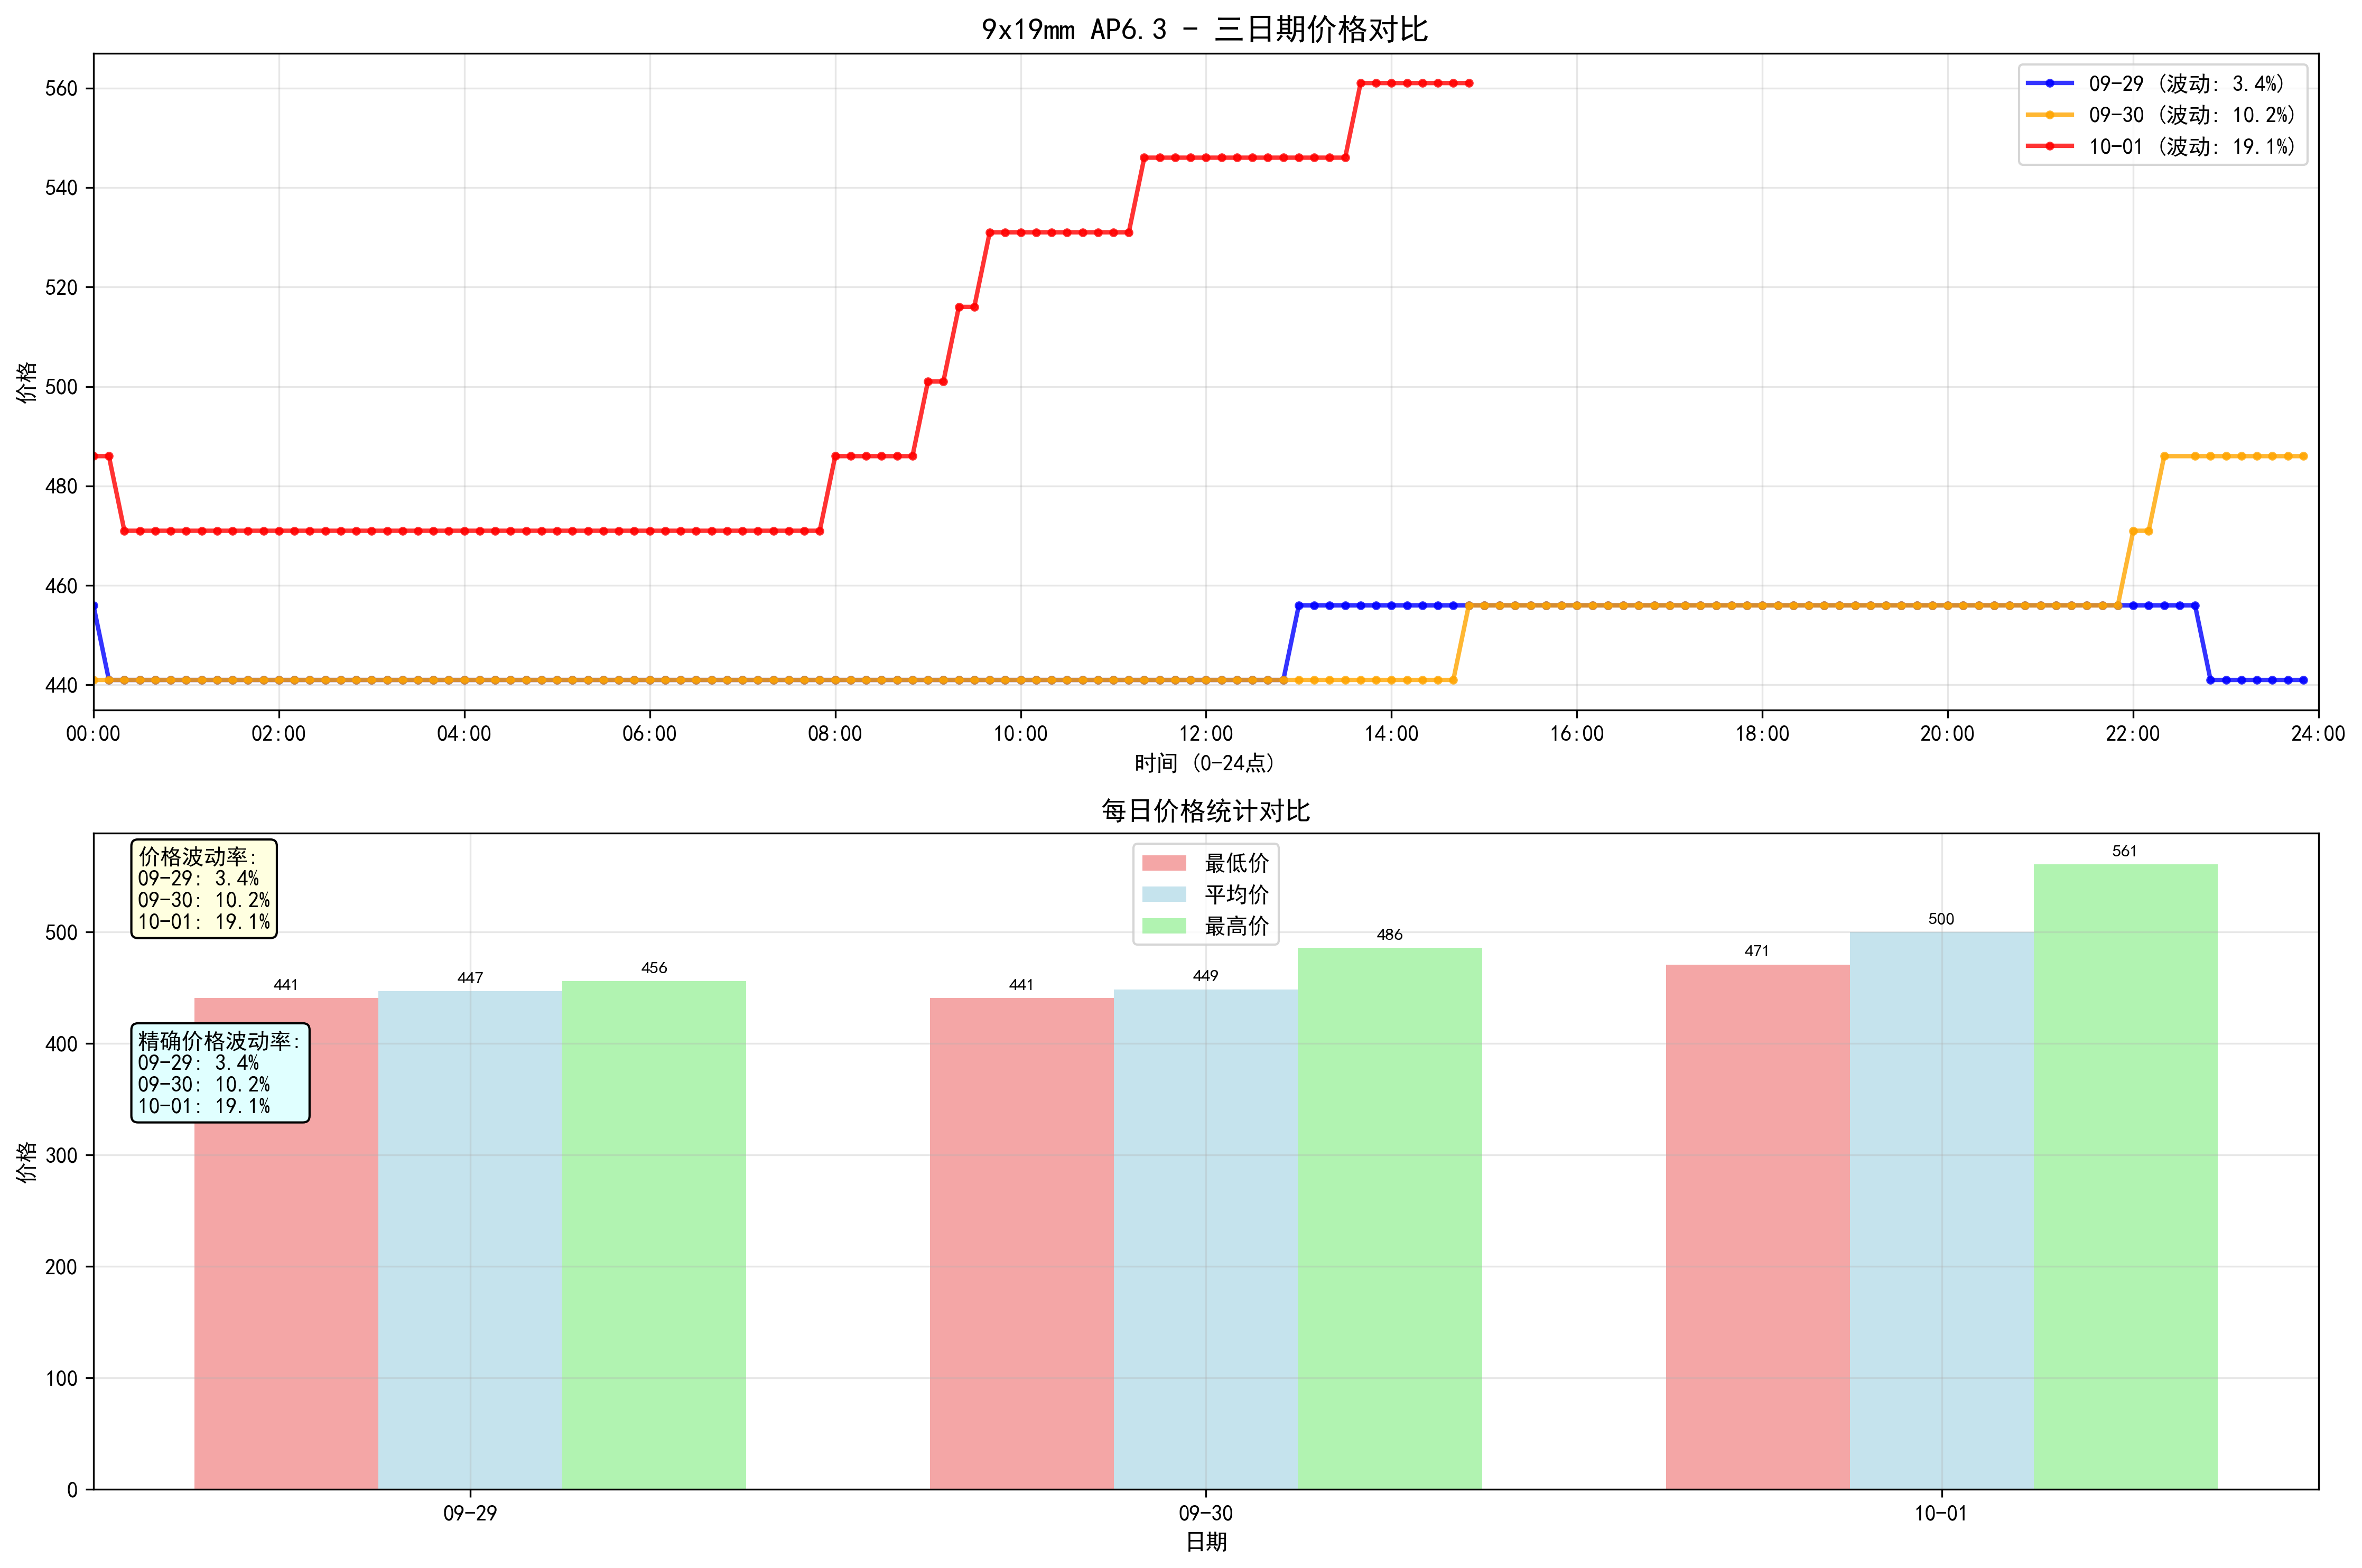 9x19mm AP6.3 - 三日期价格对比
09-29 (波动: 3.4%)
09-30 (波动: 10.2%)
10-01 (波动: 19.1%)
价格
560
540
520
500
480
460
440
00:00 02:00 04:00 06:00 08:00 10:00 12:00 14:00 16:00 18:00 20:00 22:00 24:00
时间 (0-24点)
每日价格统计对比
价格波动率:
09-29: 3.4%
09-30: 10.2%
10-01: 19.1%
最低价
平均价
最高价
精确价格波动率:
09-29: 3.4%
09-30: 10.2%
10-01: 19.1%
441 447 456
441 449 486
471 500 561
价格
500
400
300
200
100
0
09-29 09-30 10-01
日期